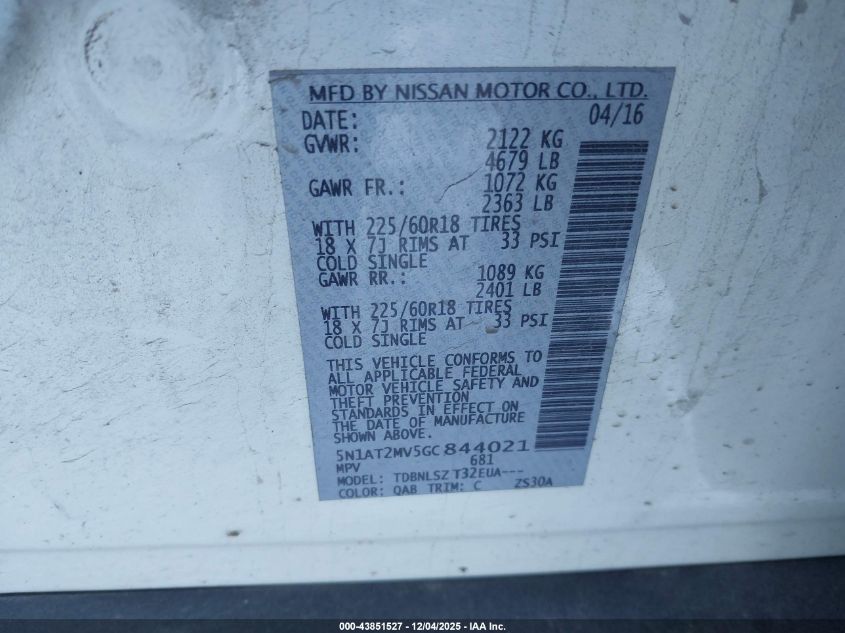 MFD BY NISSAN MOTOR CO., LTD.
DATE: 04/16
GVWR: 2122 KG
4679 LB
GAWR FR.: 1072 KG
2363 LB
WITH 225/60R18 TIRES
18 X 7J RIMS AT 33 PSI
COLD SINGLE
GAWR RR.: 1089 KG
2401 LB
WITH 225/60R18 TIRES
18 X 7J RIMS AT 33 PSI
COLD SINGLE
THIS VEHICLE CONFORMS TO
ALL APPLICABLE FEDERAL
MOTOR VEHICLE SAFETY AND
THEFT PREVENTION
STANDARDS IN EFFECT ON
THE DATE OF MANUFACTURE
SHOWN ABOVE.
5N1AT2MV5GC844021
MPV 681
MODEL: TDBNLSZ T32EUA---
COLOR: QAB TRIM: C ZS30A
000-43851527 - 12/04/2025 - IAA Inc.